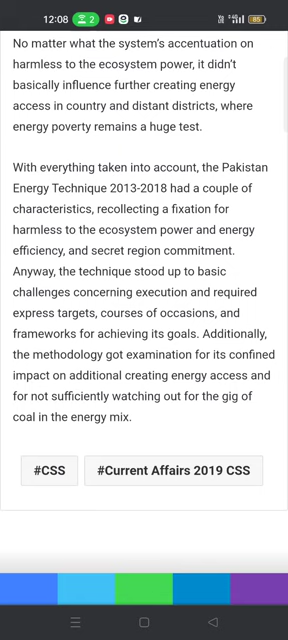 12:08 2 85
No matter what the system's accentuation on
harmless to the ecosystem power, it didn't
basically influence further creating energy
access in country and distant districts, where
energy poverty remains a huge test.
With everything taken into account, the Pakistan
Energy Technique 2013-2018 had a couple of
characteristics, recollecting a fixation for
harmless to the ecosystem power and energy
efficiency, and secret region commitment.
Anyway, the technique stood up to basic
challenges concerning execution and required
express targets, courses of occasions, and
frameworks for achieving its goals. Additionally,
the methodology got examination for its confined
impact on additional creating energy access and
for not sufficiently watching out for the gig of
coal in the energy mix.
#CSS #Current Affairs 2019 CSS